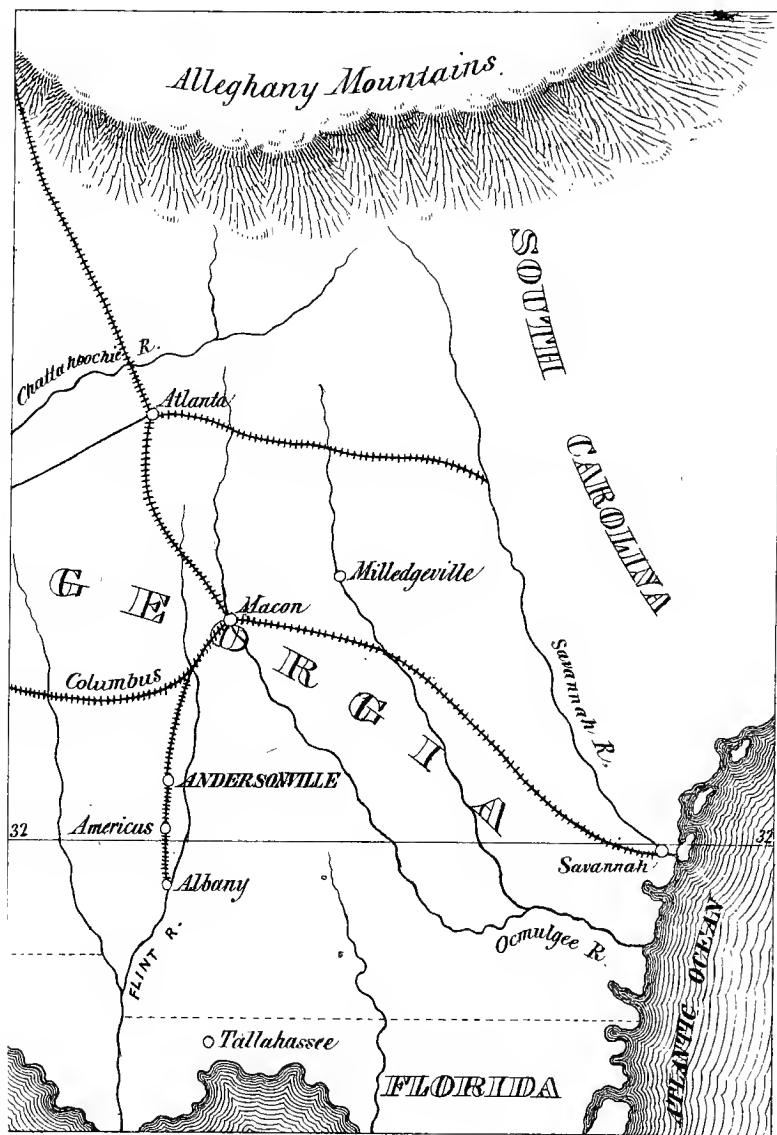 Alleghany Mountains.
SOUTH
CAROLINA
Chattahoochie R.
Atlanta
Milledgeville
GEORGIA
Macon
Columbus
Savannah R.
ANDERSONVILLE
Americus
32
32
Savannah
Albany
FLINT R.
Ocmulgee R.
ATLANTIC OCEAN
Tallahassee
FLORIDA